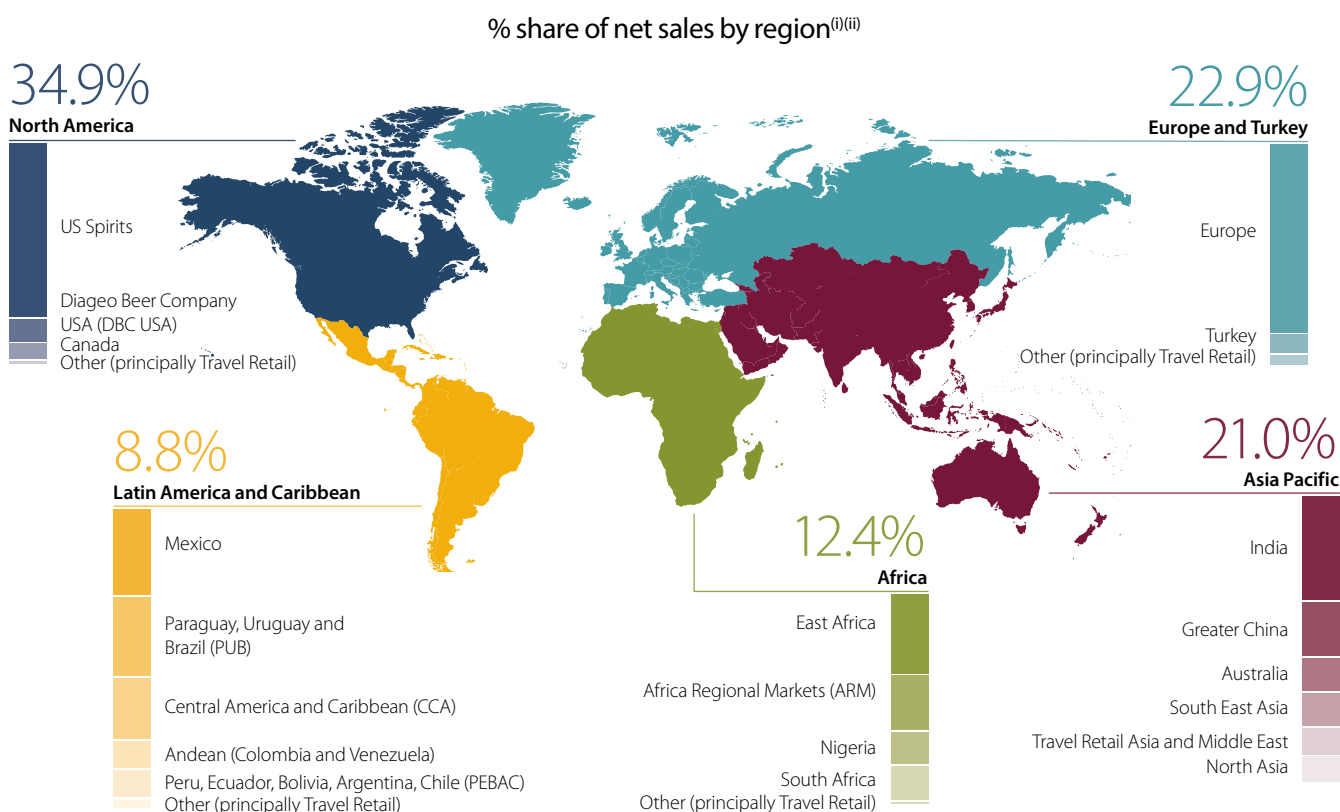 % share of net sales by region(i)(ii)
34.9%
North America
US Spirits
Diageo Beer Company
USA (DBC USA)
Canada
Other (principally Travel Retail)
22.9%
Europe and Turkey
Europe
Turkey
Other (principally Travel Retail)
8.8%
Latin America and Caribbean
Mexico
Paraguay, Uruguay and
Brazil (PUB)
Central America and Caribbean (CCA)
Andean (Colombia and Venezuela)
Peru, Ecuador, Bolivia, Argentina, Chile (PEBAC)
Other (principally Travel Retail)
12.4%
Africa
East Africa
Africa Regional Markets (ARM)
Nigeria
South Africa
Other (principally Travel Retail)
21.0%
Asia Pacific
India
Greater China
Australia
South East Asia
Travel Retail Asia and Middle East
North Asia